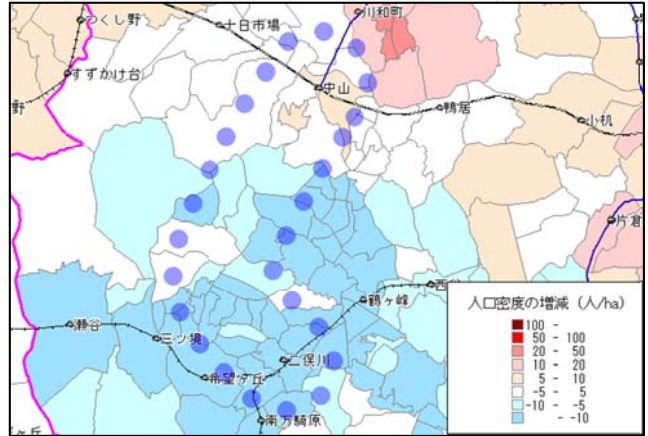 つくし野
十日市場
川和町
すずかけ台
中山
野
鴨居
小机
片倉
鶴ヶ峰
瀬谷
三ツ境
二俣川
希望ヶ丘
南万騎原
ヶ丘
人口密度の増減 (人/ha)
100 -
50 - 100
20 - 50
10 - 20
5 - 10
-5 - 5
-10 - -5
- -10